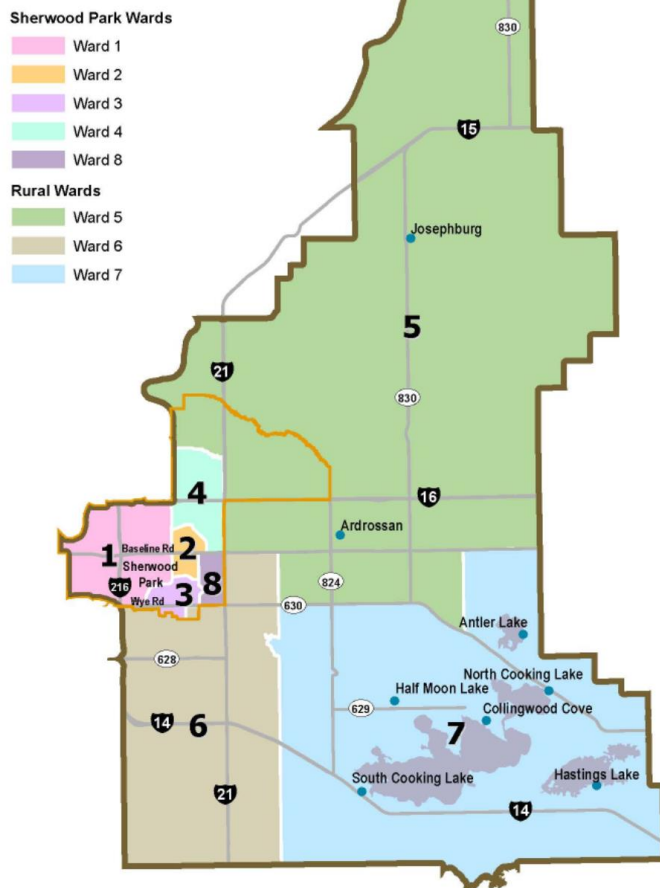 Sherwood Park Wards
Ward 1
Ward 2
Ward 3
Ward 4
Ward 8
Rural Wards
Ward 5
Ward 6
Ward 7
830
15
Josephburg
5
21
830
4
16
Ardrossan
1
Baseline Rd
2
Sherwood
Park
216
8
824
Wye Rd
3
630
Antler Lake
628
North Cooking Lake
Half Moon Lake
629
Collingwood Cove
14
6
7
South Cooking Lake
Hastings Lake
21
14